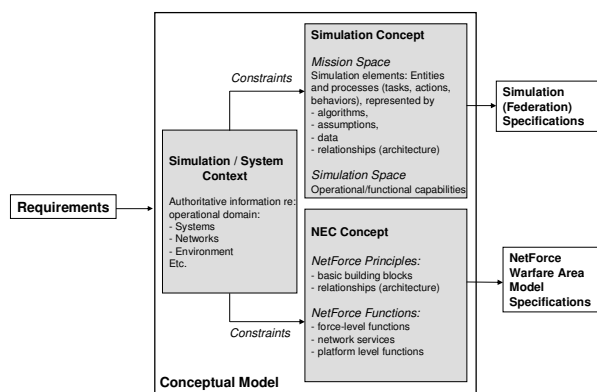 Requirements
Simulation / System
Context
Authoritative information re:
operational domain:
- Systems
- Networks
- Environment
Etc.
Constraints
Constraints
Simulation Concept
Mission Space
Simulation elements: Entities
and processes (tasks, actions,
behaviors), represented by
- algorithms,
- assumptions,
- data
- relationships (architecture)
Simulation Space
Operational/functional capabilities
NEC Concept
NetForce Principles:
- basic building blocks
- relationships (architecture)
NetForce Functions:
- force-level functions
- network services
- platform level functions
Conceptual Model
Simulation
(Federation)
Specifications
NetForce
Warfare Area
Model
Specifications